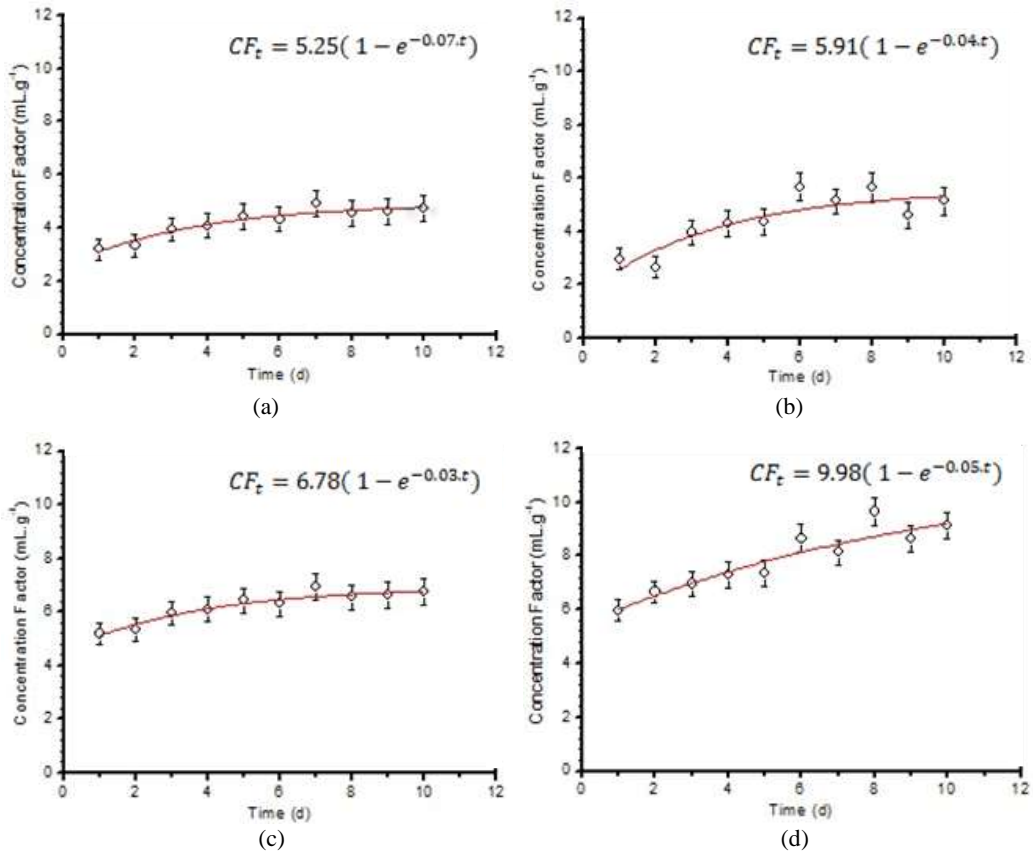 12
10
8
6
4
2
0
Concentration Factor (mL.g⁻¹)
CFₜ = 5.25( 1 − e^−0.07.t)
0 2 4 6 8 10 12
Time (d)
(a)
12
10
8
6
4
2
0
Concentration Factor (mL.g⁻¹)
CFₜ = 5.91( 1 − e^−0.04.t)
0 2 4 6 8 10 12
Time (d)
(b)
12
10
8
6
4
2
0
Concentration Factor (mL.g⁻¹)
CFₜ = 6.78( 1 − e^−0.03.t)
0 2 4 6 8 10 12
Time (d)
(c)
12
10
8
6
4
2
0
Concentration Factor (mL.g⁻¹)
CFₜ = 9.98( 1 − e^−0.05.t)
0 2 4 6 8 10 12
Time (d)
(d)